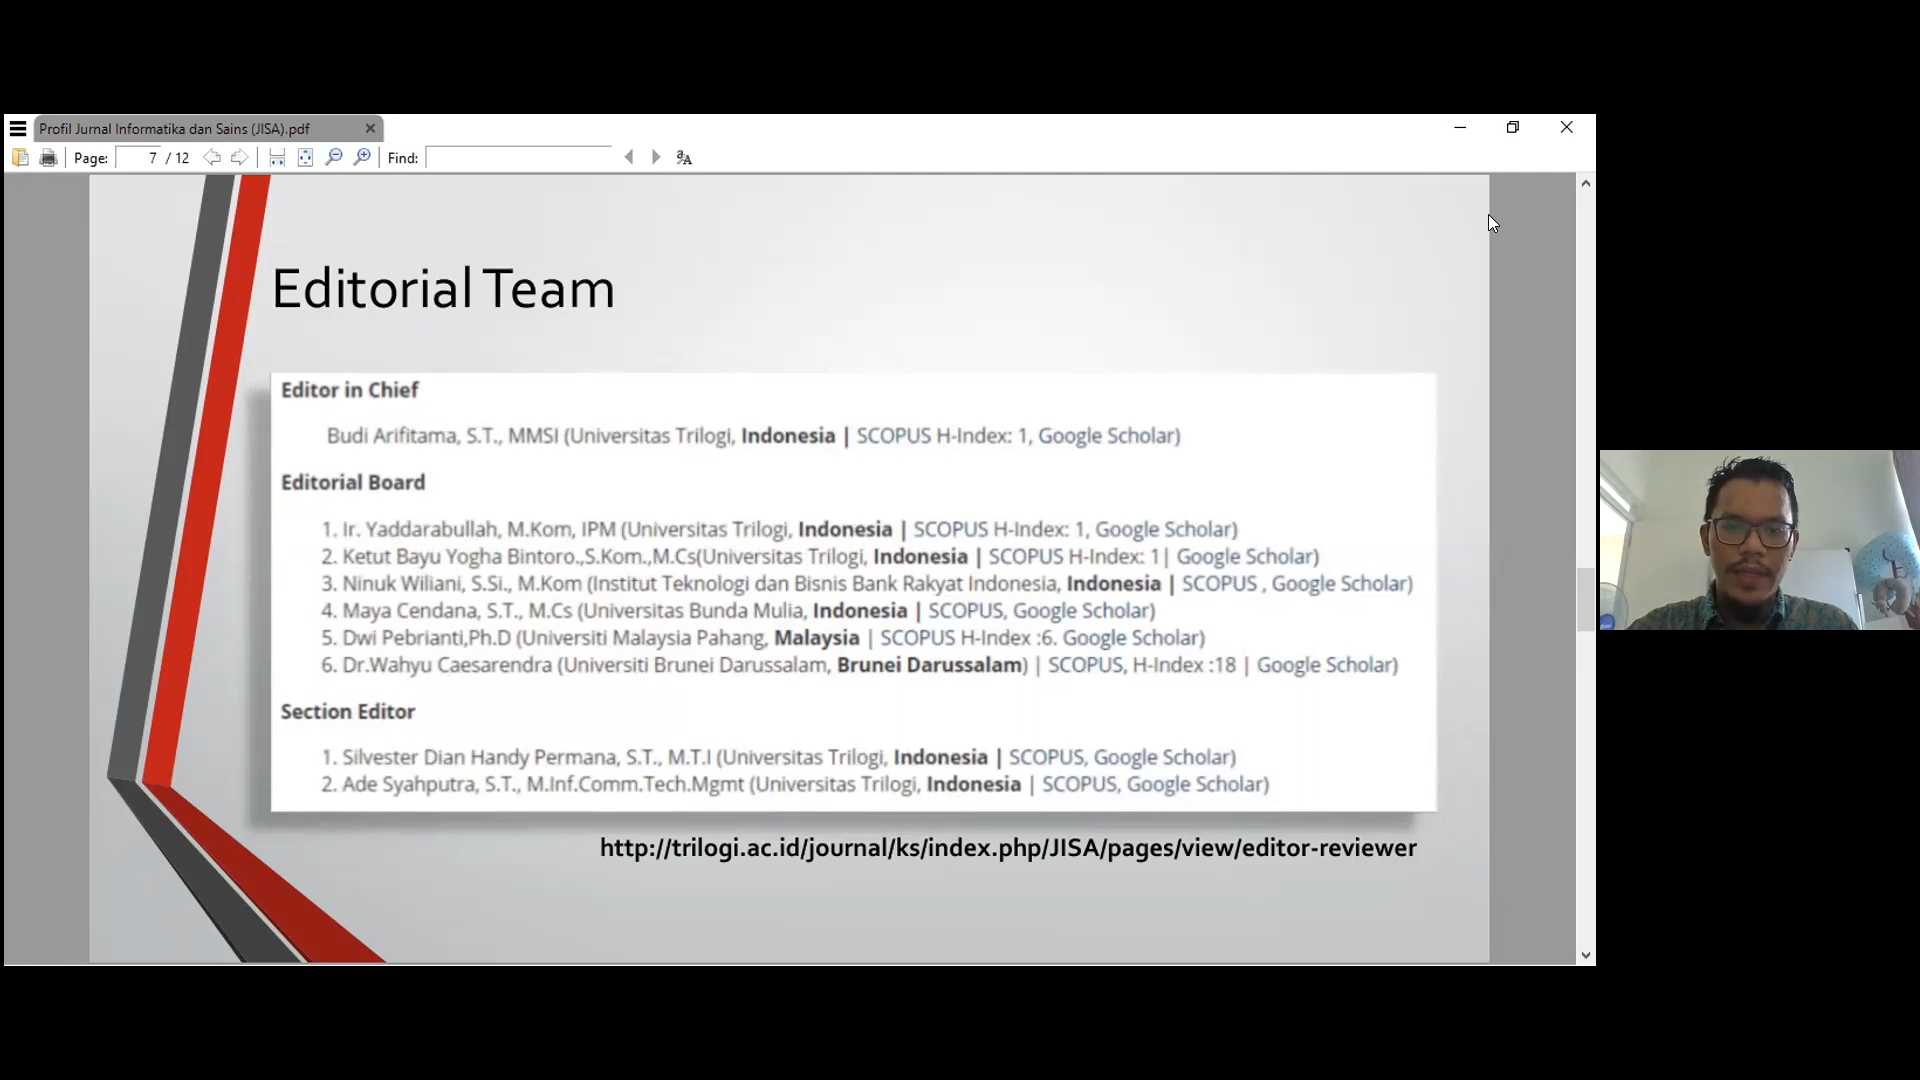 Profil Jurnal Informatika dan Sains (JISA).pdf
Page: 7 / 12 Find:
Editorial Team
Editor in Chief
Budi Arifitama, S.T., MMSI (Universitas Trilogi, Indonesia | SCOPUS H-Index: 1, Google Scholar)
Editorial Board
1. Ir. Yaddarabullah, M.Kom, IPM (Universitas Trilogi, Indonesia | SCOPUS H-Index: 1, Google Scholar)
2. Ketut Bayu Yogha Bintoro.,S.Kom.,M.Cs(Universitas Trilogi, Indonesia | SCOPUS H-Index: 1| Google Scholar)
3. Ninuk Wiliani, S.Si., M.Kom (Institut Teknologi dan Bisnis Bank Rakyat Indonesia, Indonesia | SCOPUS , Google Scholar)
4. Maya Cendana, S.T., M.Cs (Universitas Bunda Mulia, Indonesia | SCOPUS, Google Scholar)
5. Dwi Pebrianti,Ph.D (Universiti Malaysia Pahang, Malaysia | SCOPUS H-Index :6. Google Scholar)
6. Dr.Wahyu Caesarendra (Universiti Brunei Darussalam, Brunei Darussalam) | SCOPUS, H-Index :18 | Google Scholar)
Section Editor
1. Silvester Dian Handy Permana, S.T., M.T.I (Universitas Trilogi, Indonesia | SCOPUS, Google Scholar)
2. Ade Syahputra, S.T., M.Inf.Comm.Tech.Mgmt (Universitas Trilogi, Indonesia | SCOPUS, Google Scholar)
http://trilogi.ac.id/journal/ks/index.php/JISA/pages/view/editor-reviewer